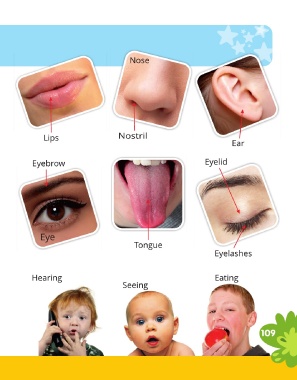 Nose
Lips
Nostril
Ear
Eyebrow
Eyelid
Eye
Tongue
Eyelashes
Hearing
Seeing
Eating
109